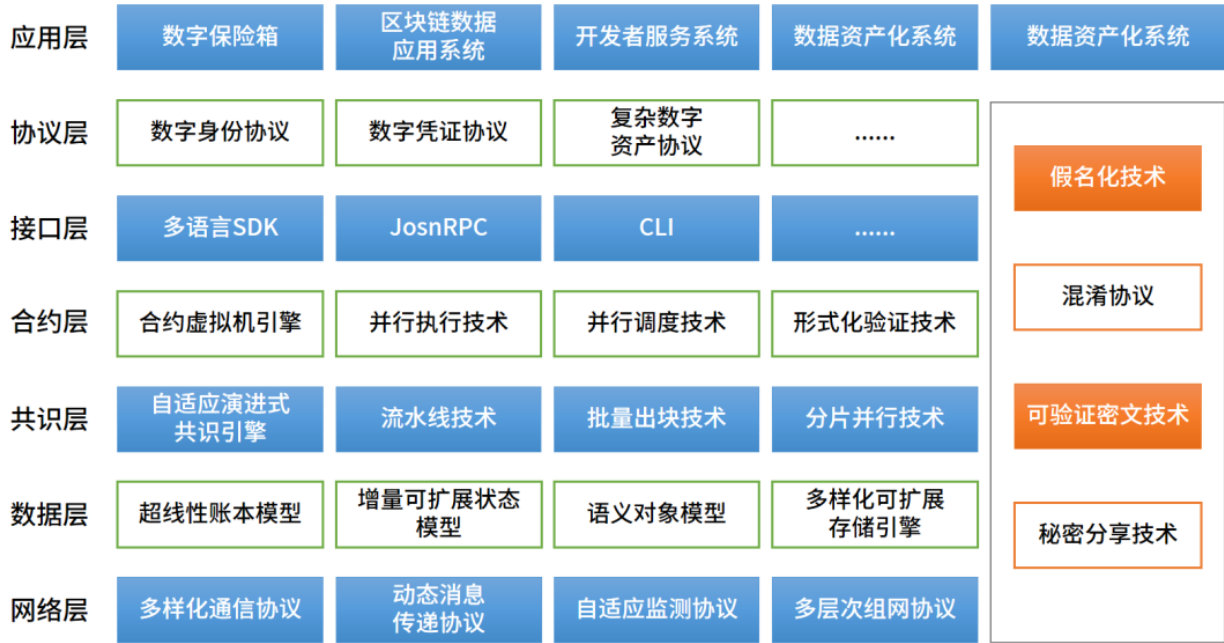 应用层
数字保险箱
区块链数据
应用系统
开发者服务系统
数据资产化系统
数据资产化系统
协议层
数字身份协议
数字凭证协议
复杂数字
资产协议
......
接口层
多语言SDK
JosnRPC
CLI
......
合约层
合约虚拟机引擎
并行执行技术
并行调度技术
形式化验证技术
共识层
自适应演进式
共识引擎
流水线技术
批量出块技术
分片并行技术
数据层
超线性账本模型
增量可扩展状态
模型
语义对象模型
多样化可扩展
存储引擎
网络层
多样化通信协议
动态消息
传递协议
自适应监测协议
多层次组网协议
假名化技术
混淆协议
可验证密文技术
秘密分享技术